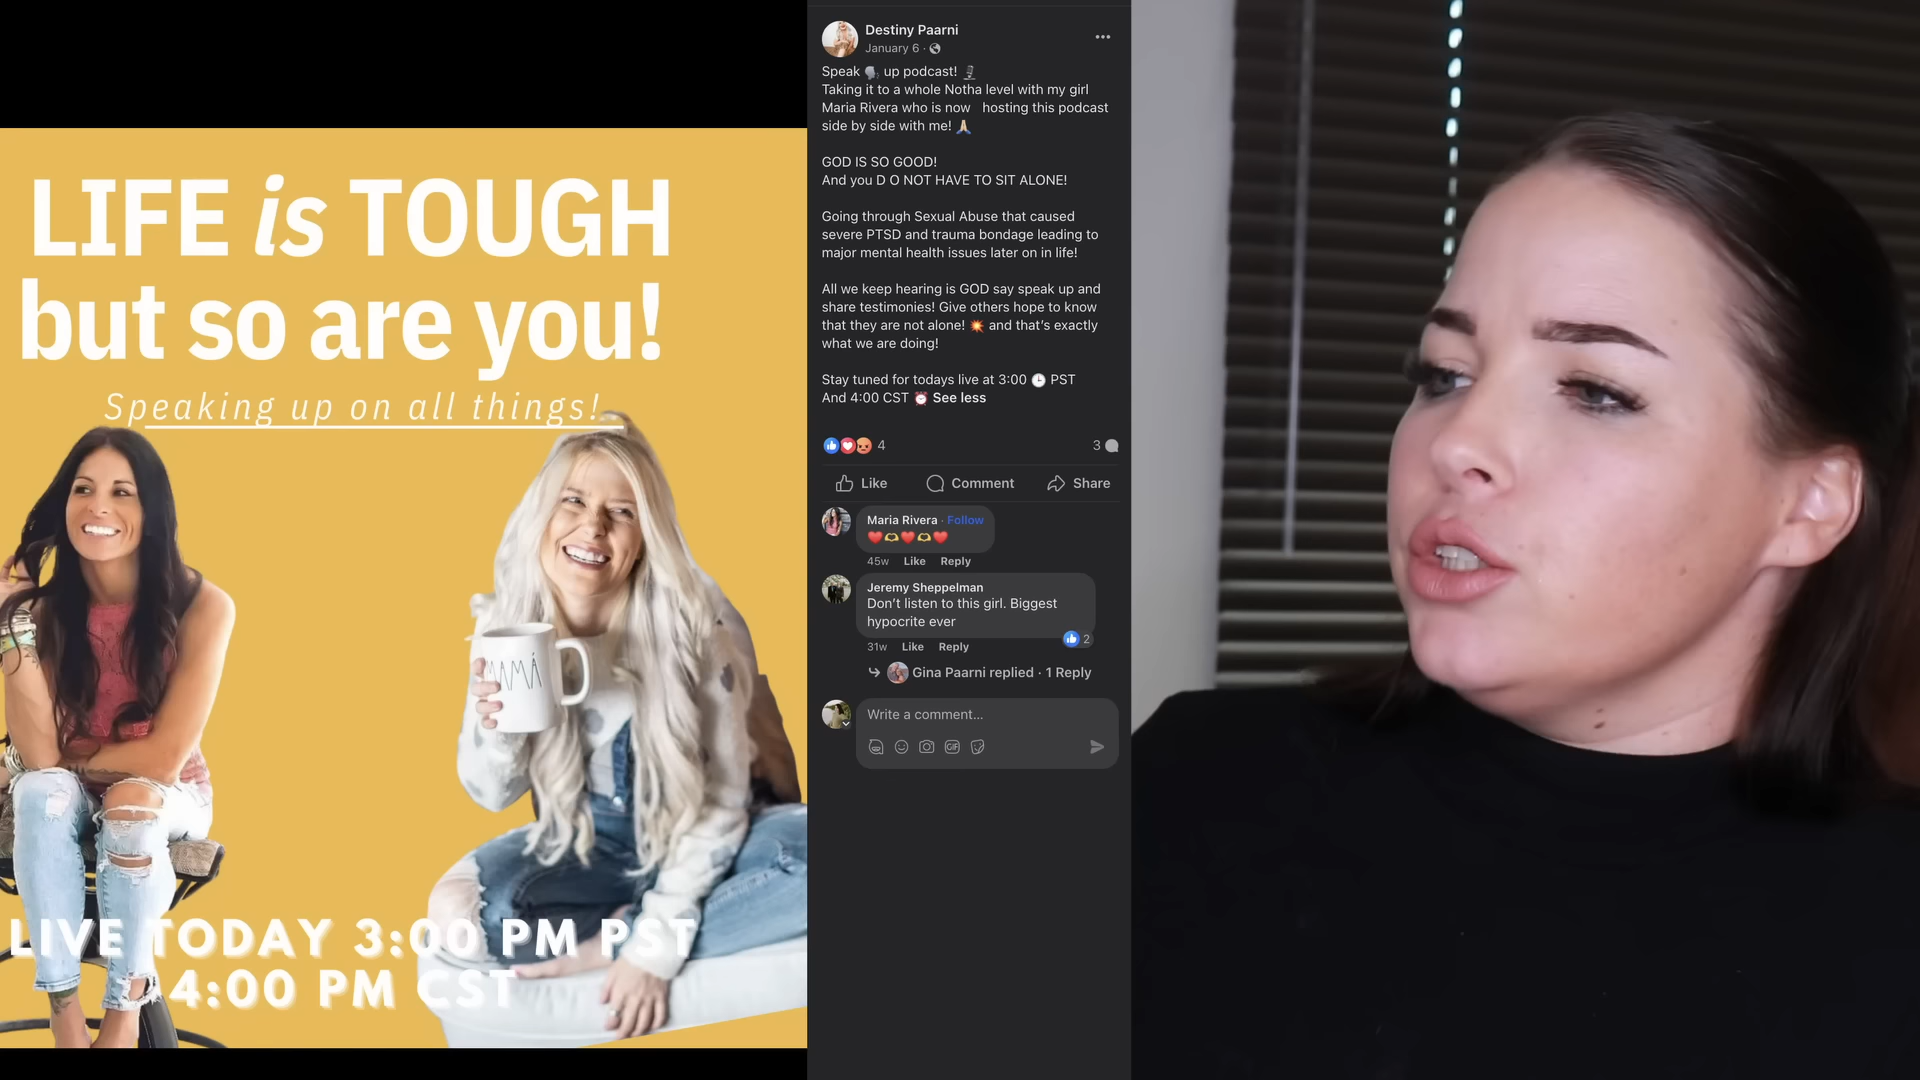 LIFE is TOUGH
but so are you!
Speaking up on all things!
MAMÁ
LIVE TODAY 3:00 PM PST
4:00 PM CST
Destiny Paarni
January 6 ·
Speak 🗣 up podcast! 🎙
Taking it to a whole Notha level with my girl
Maria Rivera who is now hosting this podcast
side by side with me! 🙏🏼
GOD IS SO GOOD!
And you D O NOT HAVE TO SIT ALONE!
Going through Sexual Abuse that caused
severe PTSD and trauma bondage leading to
major mental health issues later on in life!
All we keep hearing is GOD say speak up and
share testimonies! Give others hope to know
that they are not alone! 💥 and that's exactly
what we are doing!
Stay tuned for todays live at 3:00 🕒 PST
And 4:00 CST ⏰ See less
4
3
Like Comment Share
Maria Rivera · Follow
❤️🫶❤️🫶❤️
45w Like Reply
Jeremy Sheppelman
Don't listen to this girl. Biggest
hypocrite ever
2
31w Like Reply
Gina Paarni replied · 1 Reply
Write a comment...
GIF